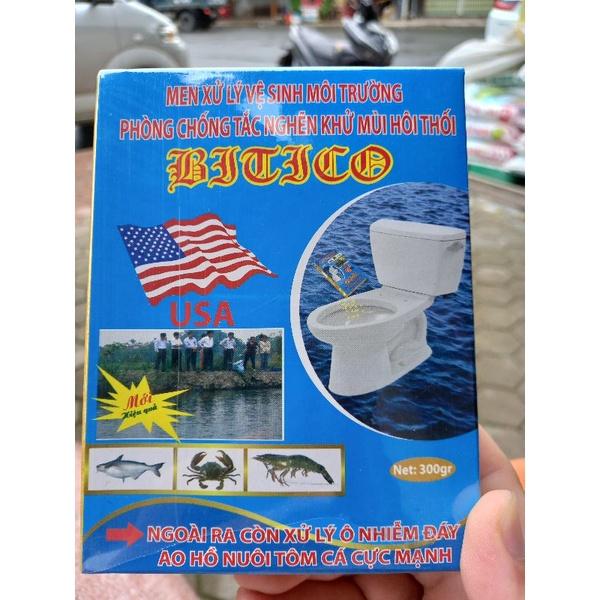 MEN XỬ LÝ VỆ SINH MÔI TRƯỜNG
PHÒNG CHỐNG TẮC NGHẼN KHỬ MÙI HÔI THỐI
BITICO
USA
Mới
Hiệu quả
Net: 300gr
NGOÀI RA CÒN XỬ LÝ Ô NHIỄM ĐÁY
AO HỒ NUÔI TÔM CÁ CỰC MẠNH